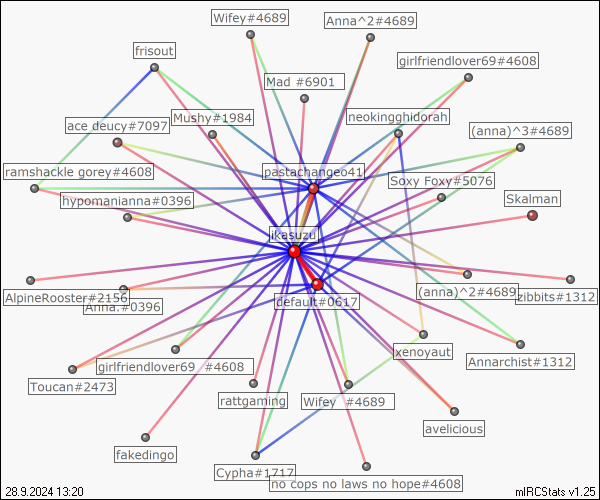 Wifey#4689
Anna^2#4689
frisout
girlfriendlover69#4608
Mad #6901
Mushy#1984
neokingghidorah
ace deucy#7097
(anna)^3#4689
ramshackle gorey#4608
pastachangeo41
Soxy Foxy#5076
hypomanianna#0396
Skalman
ikasuzu
AlpineRooster#2156
Anna.#0396
default#0617
(anna)^2#4689
zibbits#1312
xenoyaut
Annarchist#1312
girlfriendlover69 #4608
Toucan#2473
rattgaming
Wifey #4689
avelicious
fakedingo
Cypha#1717
no cops no laws no hope#4608
28.9.2024 13:20
mIRCStats v1.25